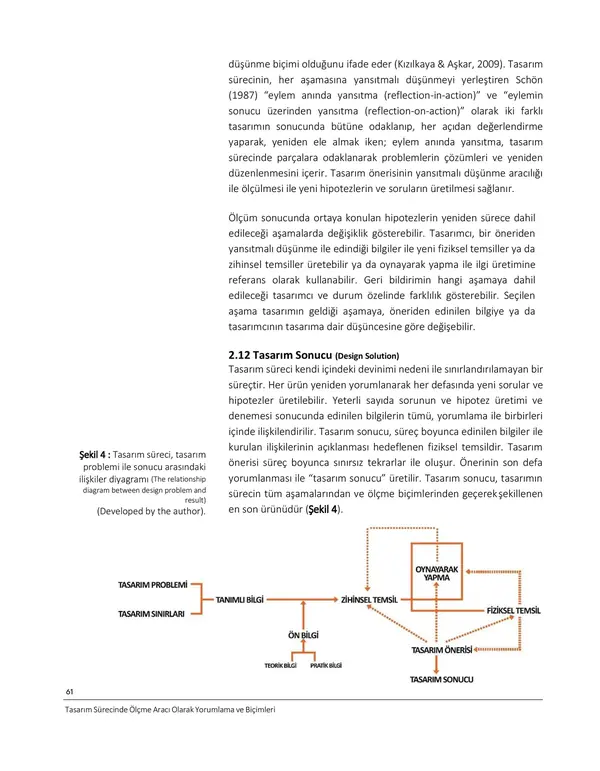 düşünme biçimi olduğunu ifade eder (Kızılkaya & Aşkar, 2009). Tasarım
sürecinin, her aşamasına yansıtmalı düşünmeyi yerleştiren Schön
(1987) “eylem anında yansıtma (reflection-in-action)” ve “eylemin
sonucu üzerinden yansıtma (reflection-on-action)” olarak iki farklı
tasarımın sonucunda bütüne odaklanıp, her açıdan değerlendirme
yaparak, yeniden ele almak iken; eylem anında yansıtma, tasarım
sürecinde parçalara odaklanarak problemlerin çözümleri ve yeniden
düzenlenmesini içerir. Tasarım önerisinin yansıtmalı düşünme aracılığı
ile ölçülmesi ile yeni hipotezlerin ve soruların üretilmesi sağlanır.
Ölçüm sonucunda ortaya konulan hipotezlerin yeniden sürece dahil
edileceği aşamalarda değişiklik gösterebilir. Tasarımcı, bir öneriden
yansıtmalı düşünme ile edindiği bilgiler ile yeni fiziksel temsiller ya da
zihinsel temsiller üretebilir ya da oynayarak yapma ile ilgi üretimine
referans olarak kullanabilir. Geri bildirimin hangi aşamaya dahil
edileceği tasarımcı ve durum özelinde farklılık gösterebilir. Seçilen
aşama tasarımın geldiği aşamaya, öneriden edinilen bilgiye ya da
tasarımcının tasarıma dair düşüncesine göre değişebilir.
2.12 Tasarım Sonucu (Design Solution)
Tasarım süreci kendi içindeki devinimi nedeni ile sınırlandırılamayan bir
süreçtir. Her ürün yeniden yorumlanarak her defasında yeni sorular ve
hipotezler üretilebilir. Yeterli sayıda sorunun ve hipotez üretimi ve
denemesi sonucunda edinilen bilgilerin tümü, yorumlama ile birbirleri
içinde ilişkilendirilir. Tasarım sonucu, süreç boyunca edinilen bilgiler ile
kurulan ilişkilerinin açıklanması hedeflenen fiziksel temsildir. Tasarım
önerisi süreç boyunca sınırsız tekrarlar ile oluşur. Önerinin son defa
yorumlanması ile “tasarım sonucu” üretilir. Tasarım sonucu, tasarımın
sürecin tüm aşamalarından ve ölçme biçimlerinden geçerek şekillenen
en son ürünüdür (Şekil 4).
Şekil 4 : Tasarım süreci, tasarım
problemi ile sonucu arasındaki
ilişkiler diyagramı (The relationship
diagram between design problem and
result)
(Developed by the author).
OYNAYARAK
YAPMA
TASARIM PROBLEMİ
TANIMLI BİLGİ
ZİHİNSEL TEMSİL
TASARIM SINIRLARI
FİZİKSEL TEMSİL
ÖN BİLGİ
TASARIM ÖNERİSİ
TEORİK BİLGİ
PRATİK BİLGİ
TASARIM SONUCU
61
Tasarım Sürecinde Ölçme Aracı Olarak Yorumlama ve Biçimleri